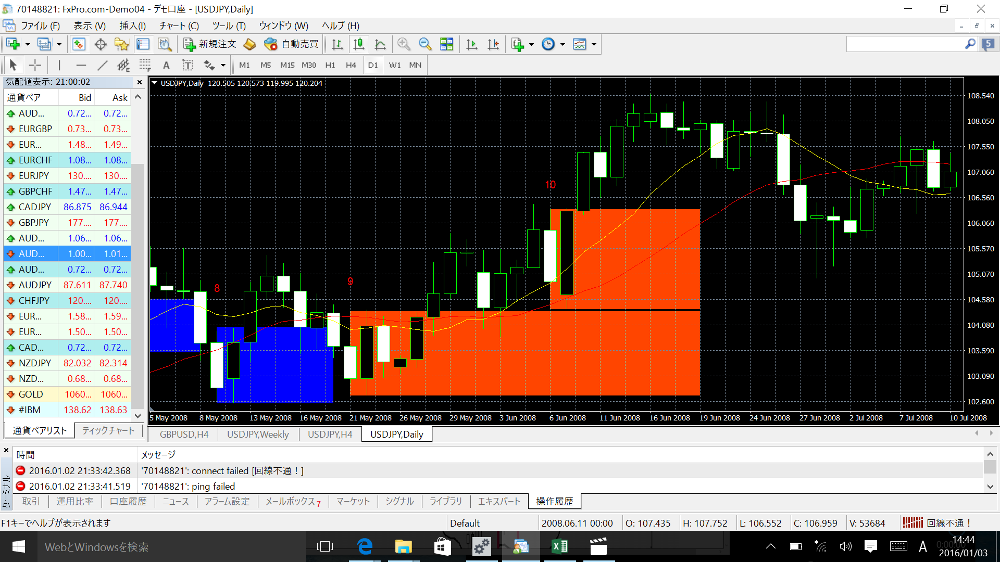 70148821: FxPro.com-Demo04 - デモ口座 - [USDJPY,Daily]
ファイル (F) 表示 (V) 挿入(I) チャート (C) ツール (T) ウィンドウ (W) ヘルプ (H)
新規注文 自動売買 5
E F A T M1 M5 M15 M30 H1 H4 D1 W1 MN
気配値表示: 21:00:02
通貨ペア Bid Ask
AUD... 0.72... 0.72...
EURGBP 0.73... 0.73...
EUR... 1.48... 1.49...
EURCHF 1.08... 1.08...
EURJPY 130.... 130....
GBPCHF 1.47... 1.47...
CADJPY 86.875 86.944
GBPJPY 177.... 177....
AUD... 1.06... 1.06...
AUD... 1.00... 1.01...
AUD... 0.72... 0.72...
AUDJPY 87.611 87.740
CHFJPY 120.... 120....
EUR... 1.58... 1.59...
EUR... 1.50... 1.50...
CAD... 0.72... 0.72...
NZDJPY 82.032 82.314
NZD... 0.68... 0.68...
GOLD 1060... 1060...
#IBM 138.62 138.63
通貨ペアリスト ティックチャート
USDJPY,Daily 120.505 120.573 119.995 120.204
8
9
10
108.540
108.050
107.550
107.060
106.560
106.060
105.570
105.070
104.580
104.080
103.590
103.090
102.600
5 May 2008 8 May 2008 13 May 2008 16 May 2008 21 May 2008 26 May 2008 29 May 2008 3 Jun 2008 6 Jun 2008 11 Jun 2008 16 Jun 2008 19 Jun 2008 24 Jun 2008 27 Jun 2008 2 Jul 2008 7 Jul 2008 10 Jul 2008
GBPUSD,H4 USDJPY,Weekly USDJPY,H4 USDJPY,Daily
ターミナル
時間 メッセージ
2016.01.02 21:33:42.368 '70148821': connect failed [回線不通！]
2016.01.02 21:33:41.519 '70148821': ping failed
取引 運用比率 口座履歴 ニュース アラーム設定 メールボックス 7 マーケット シグナル ライブラリ エキスパート 操作履歴
F1キーでヘルプが表示されます Default 2008.06.11 00:00 O: 107.435 H: 107.752 L: 106.552 C: 106.959 V: 53684 回線不通！
WebとWindowsを検索
A
14:44
2016/01/03